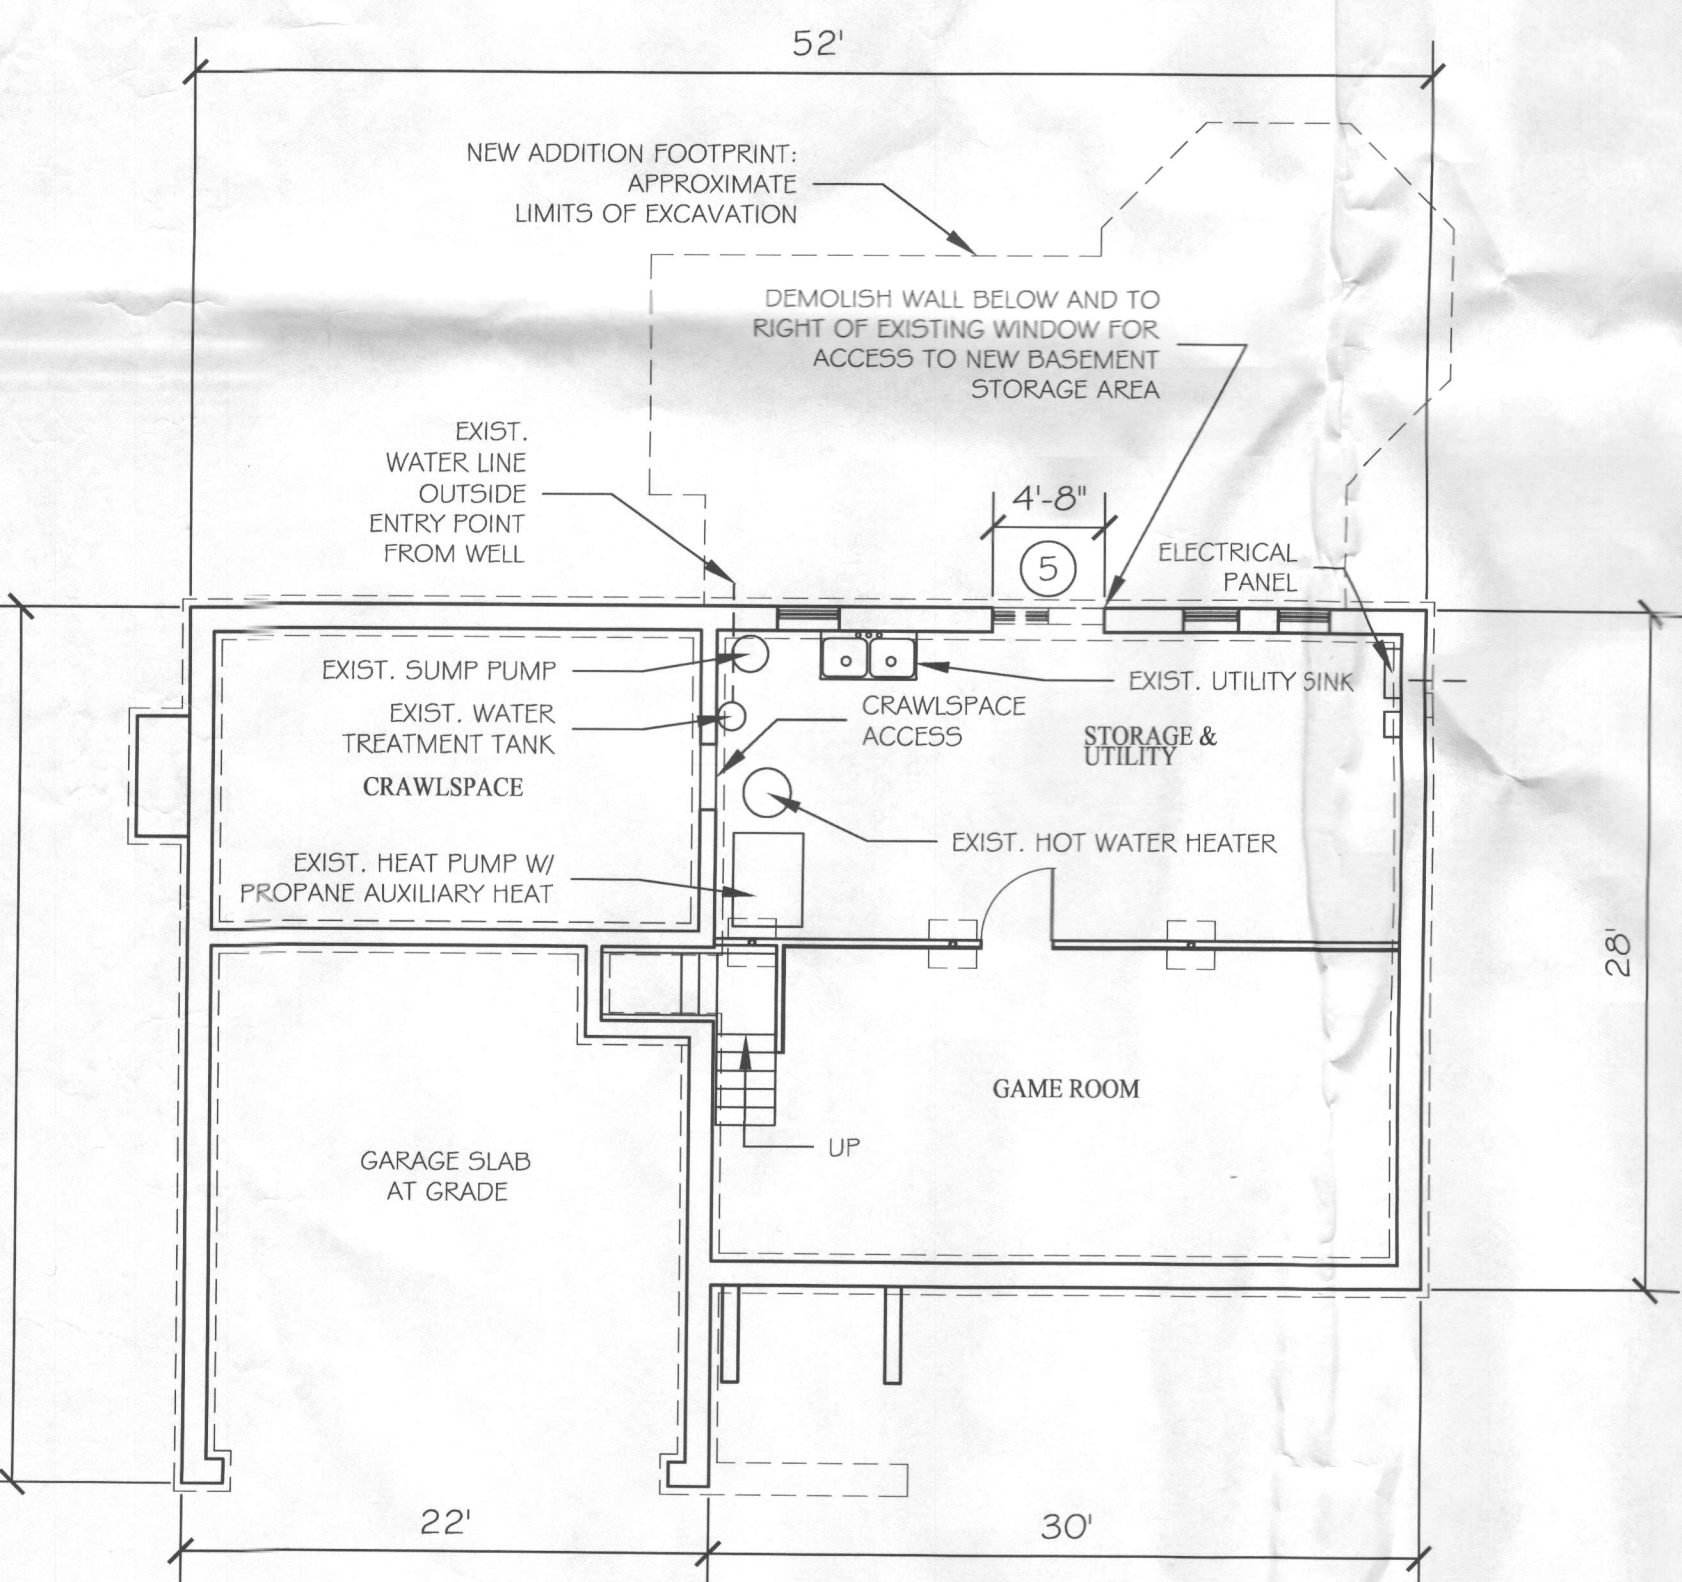 52'
NEW ADDITION FOOTPRINT:
APPROXIMATE
LIMITS OF EXCAVATION
DEMOLISH WALL BELOW AND TO
RIGHT OF EXISTING WINDOW FOR
ACCESS TO NEW BASEMENT
STORAGE AREA
EXIST.
WATER LINE
OUTSIDE
ENTRY POINT
FROM WELL
4'-8"
5
ELECTRICAL
PANEL
EXIST. SUMP PUMP
EXIST. WATER
TREATMENT TANK
CRAWLSPACE
EXIST. HEAT PUMP W/
PROPANE AUXILIARY HEAT
EXIST. UTILITY SINK
CRAWLSPACE
ACCESS
STORAGE &
UTILITY
EXIST. HOT WATER HEATER
28'
GAME ROOM
UP
GARAGE SLAB
AT GRADE
22'
30'